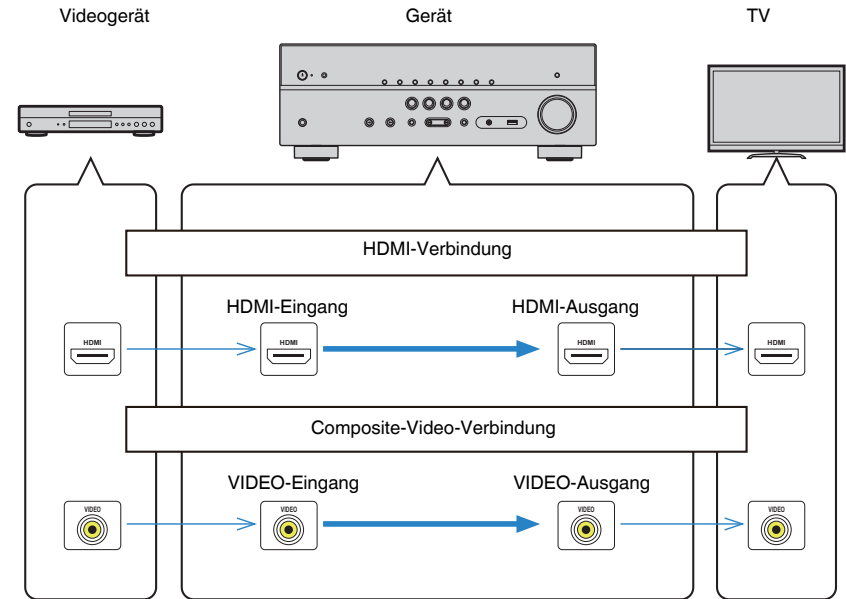 Videogerät
Gerät
TV
HDMI-Verbindung
HDMI-Eingang
HDMI-Ausgang
HDMI
HDMI
HDMI
HDMI
Composite-Video-Verbindung
VIDEO-Eingang
VIDEO-Ausgang
VIDEO
VIDEO
VIDEO
VIDEO